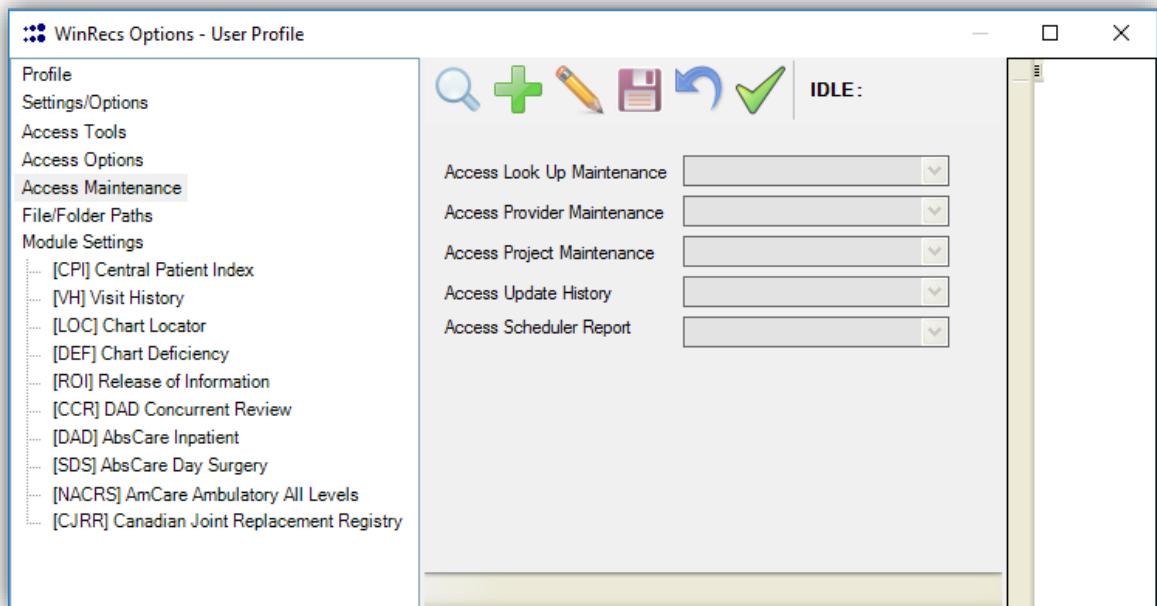 WinRecs Options - User Profile
Profile
Settings/Options
Access Tools
Access Options
Access Maintenance
File/Folder Paths
Module Settings
[CPI] Central Patient Index
[VH] Visit History
[LOC] Chart Locator
[DEF] Chart Deficiency
[ROI] Release of Information
[CCR] DAD Concurrent Review
[DAD] AbsCare Inpatient
[SDS] AbsCare Day Surgery
[NACRS] AmCare Ambulatory All Levels
[CJRR] Canadian Joint Replacement Registry
IDLE:
Access Look Up Maintenance
Access Provider Maintenance
Access Project Maintenance
Access Update History
Access Scheduler Report